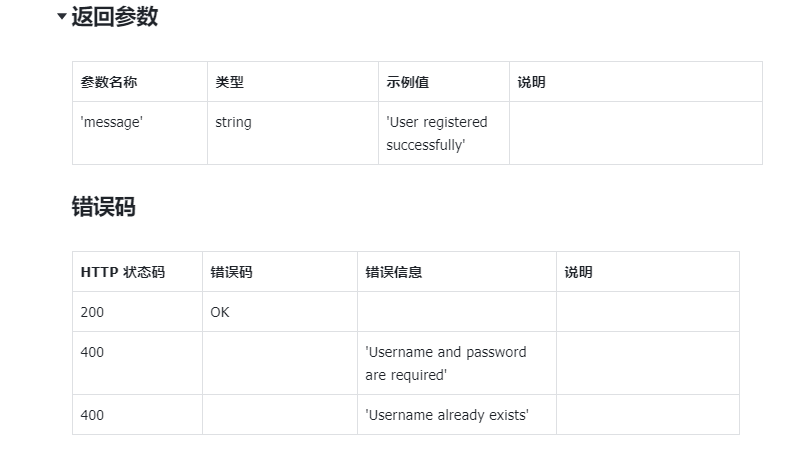 返回参数
参数名称 类型 示例值 说明
'message' string 'User registered
successfully'
错误码
HTTP 状态码 错误码 错误信息 说明
200 OK
400 'Username and password
are required'
400 'Username already exists'